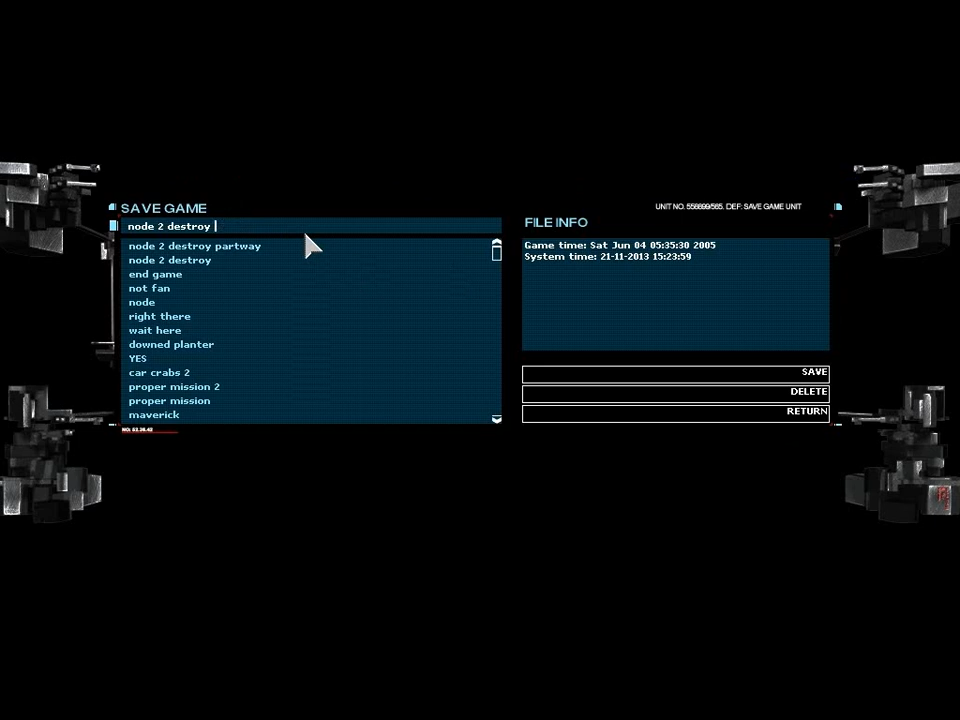 SAVE GAME
UNIT NO. 558699/565. DEF: SAVE GAME UNIT
node 2 destroy
FILE INFO
node 2 destroy partway
node 2 destroy
end game
not fan
node
right there
wait here
downed planter
YES
car crabs 2
proper mission 2
proper mission
maverick
Game time: Sat Jun 04 05:35:30 2005
System time: 21-11-2013 15:23:59
SAVE
DELETE
RETURN